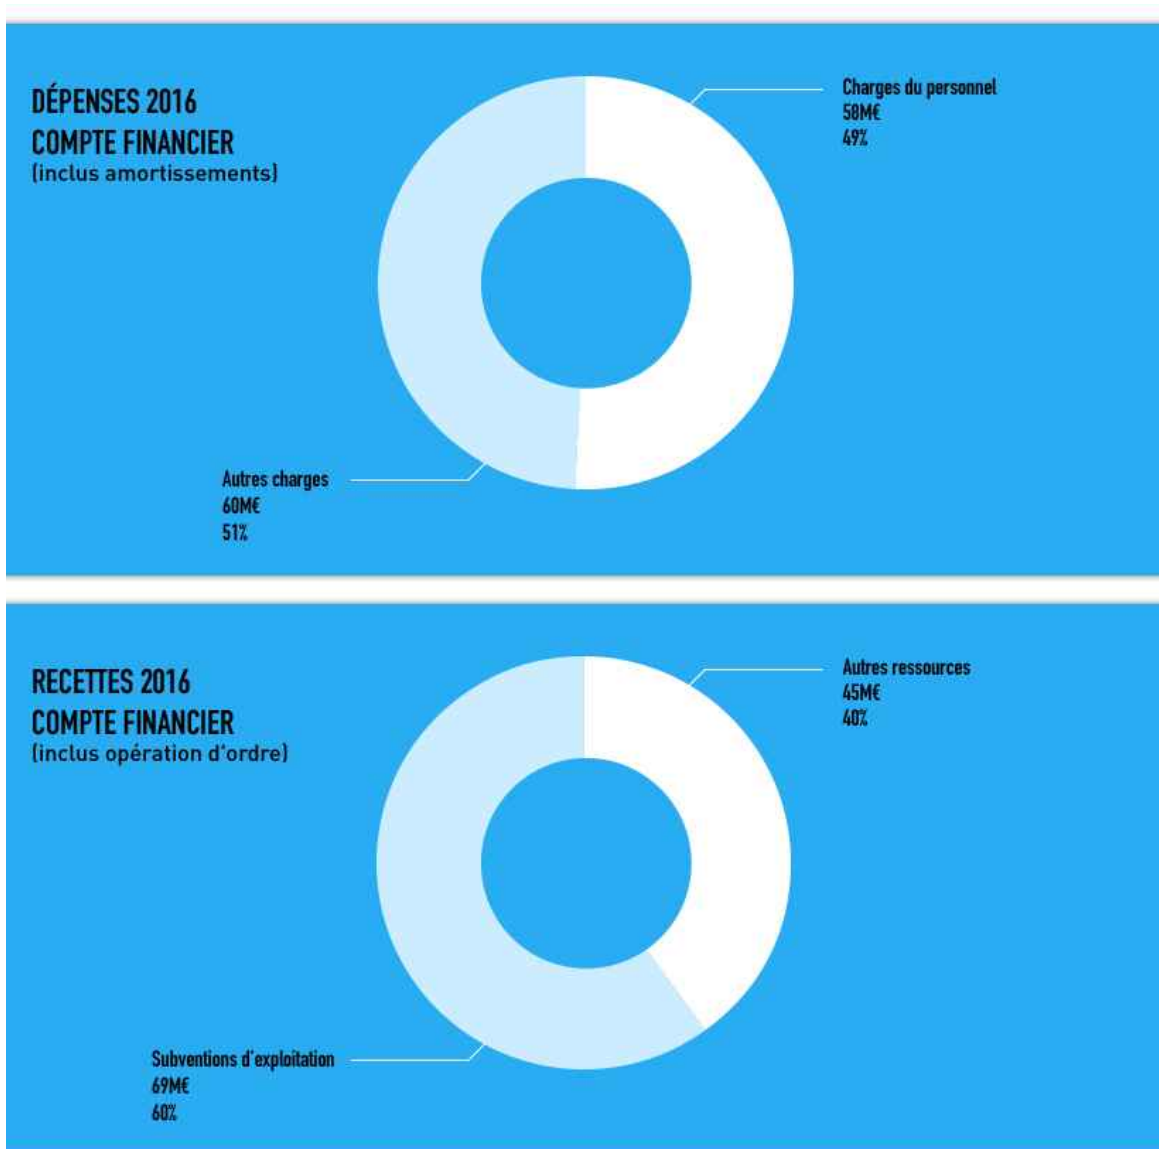 DÉPENSES 2016
COMPTE FINANCIER
(inclus amortissements)
Charges du personnel
58M€
49%
Autres charges
60M€
51%
RECETTES 2016
COMPTE FINANCIER
(inclus opération d'ordre)
Autres ressources
45M€
40%
Subventions d'exploitation
69M€
60%